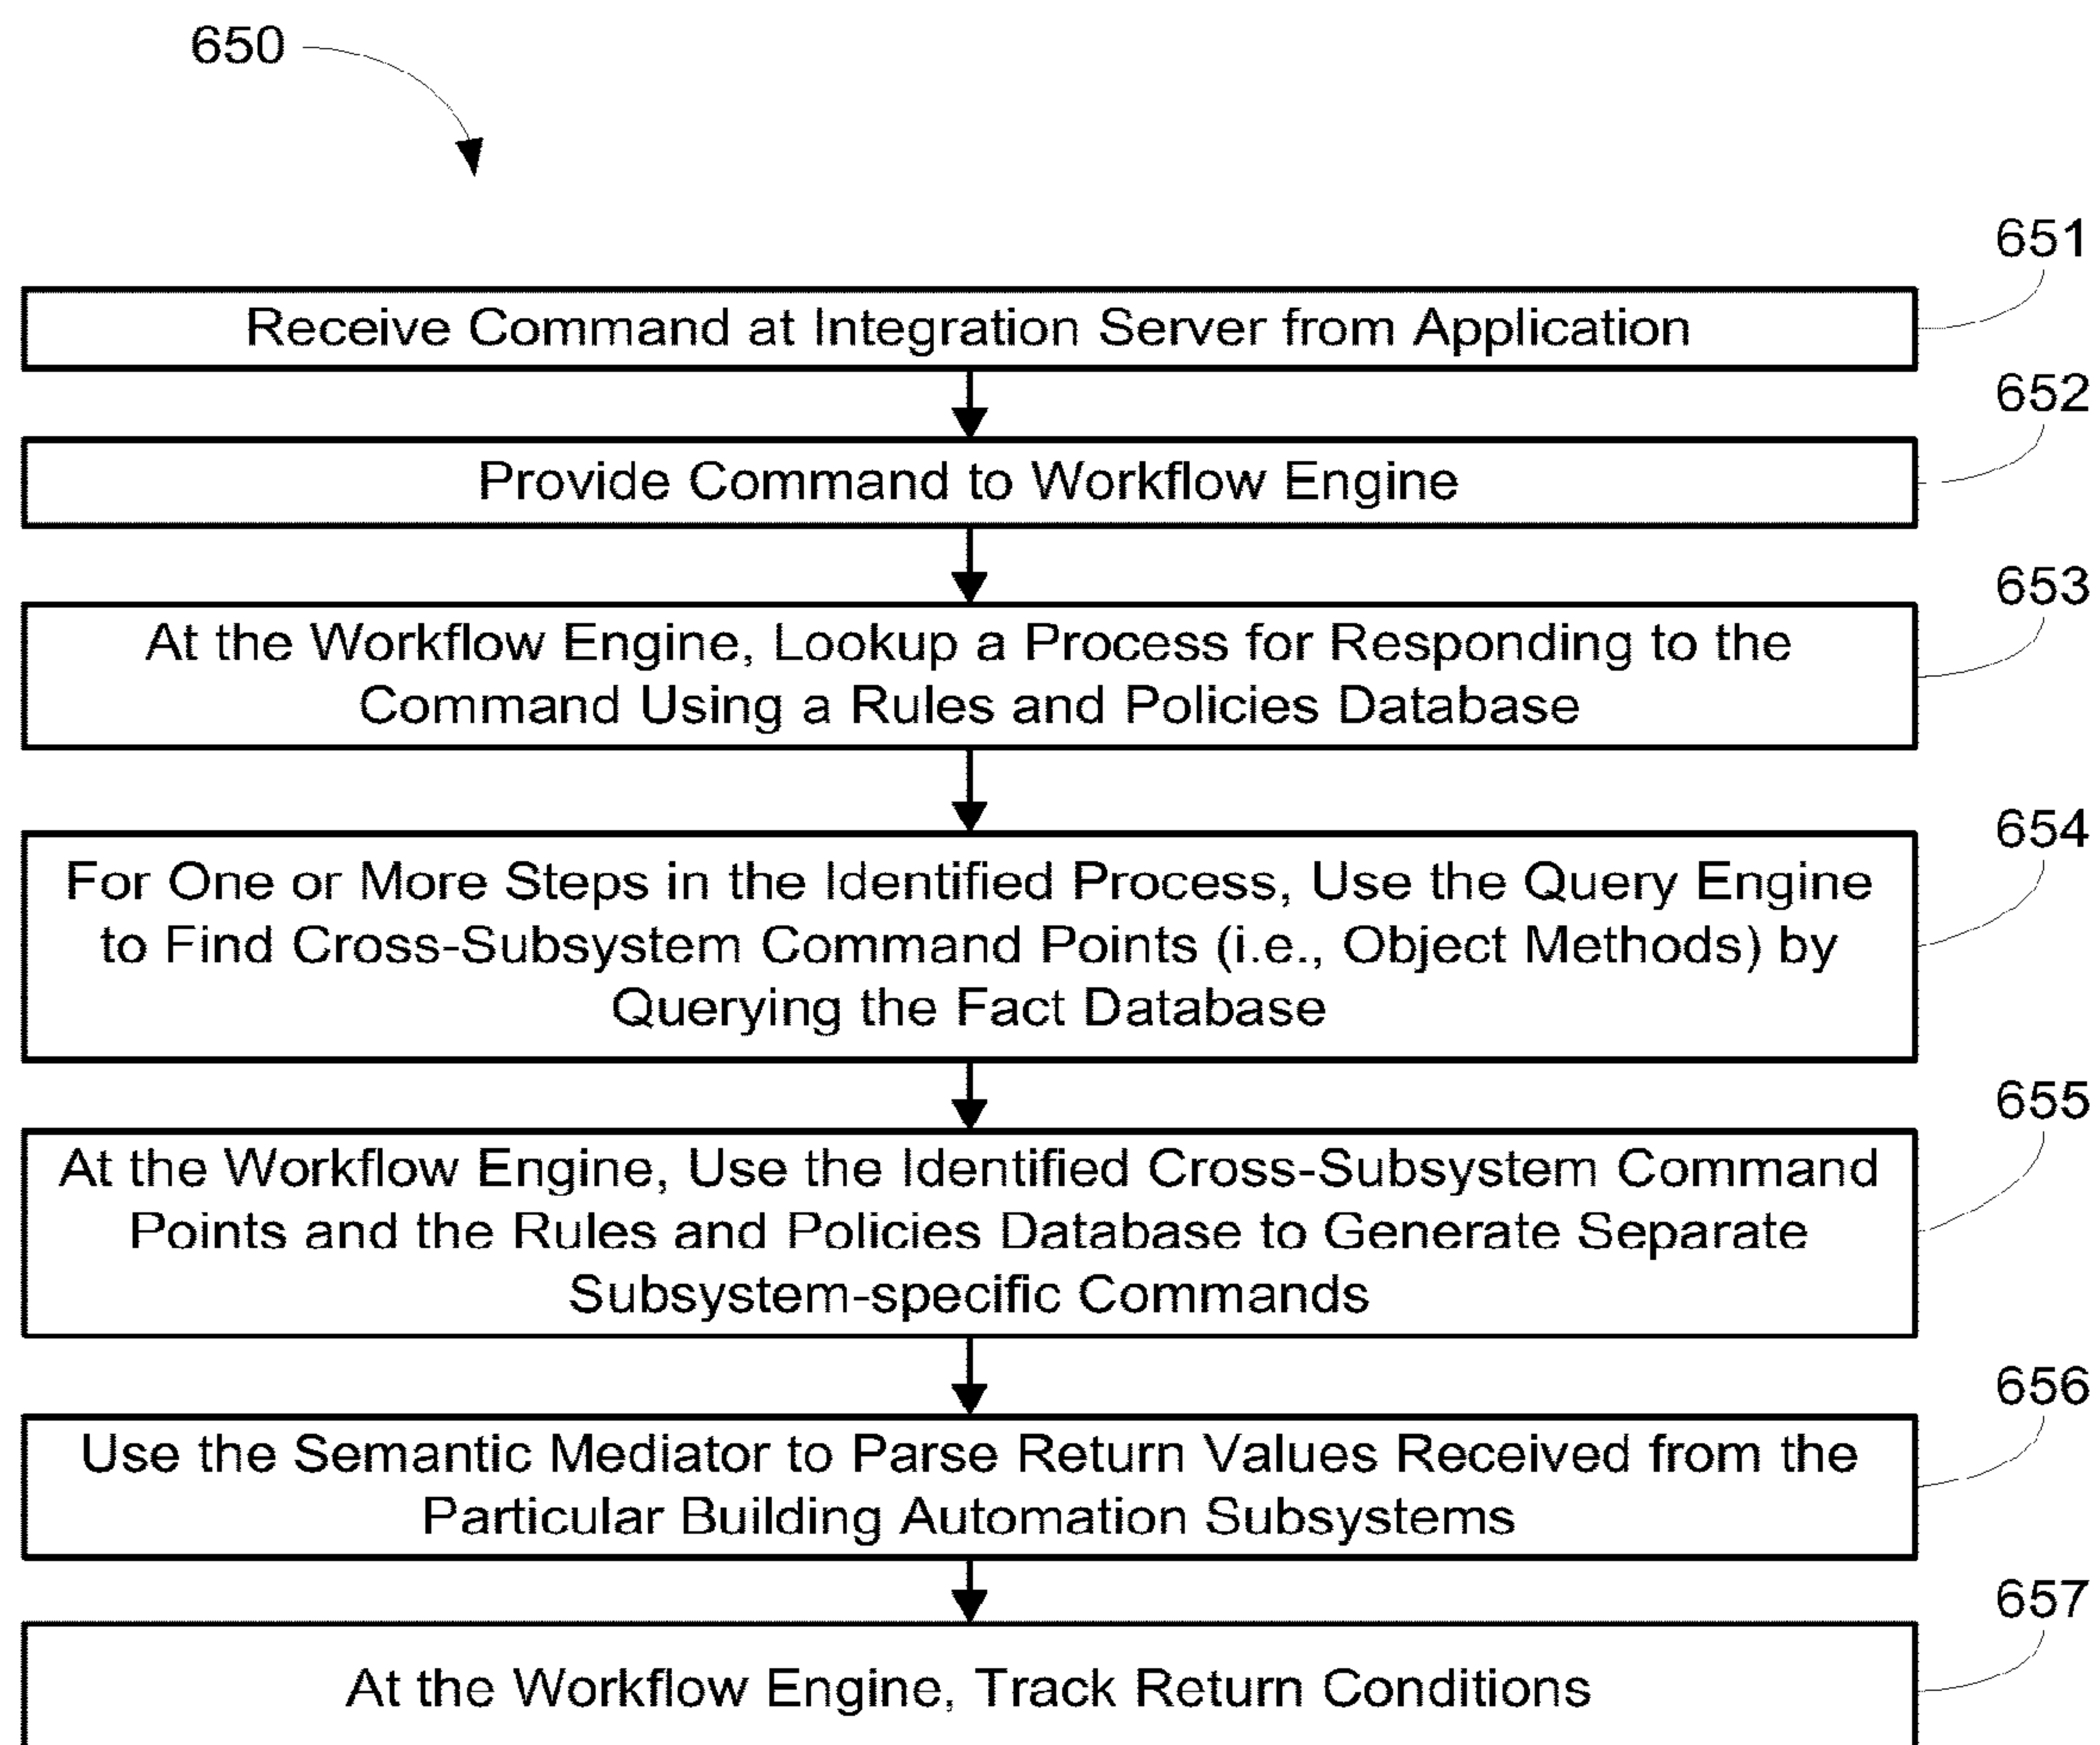 650
651
Receive Command at Integration Server from Application
652
Provide Command to Workflow Engine
653
At the Workflow Engine, Lookup a Process for Responding to the
Command Using a Rules and Policies Database
654
For One or More Steps in the Identified Process, Use the Query Engine
to Find Cross-Subsystem Command Points (i.e., Object Methods) by
Querying the Fact Database
655
At the Workflow Engine, Use the Identified Cross-Subsystem Command
Points and the Rules and Policies Database to Generate Separate
Subsystem-specific Commands
656
Use the Semantic Mediator to Parse Return Values Received from the
Particular Building Automation Subsystems
657
At the Workflow Engine, Track Return Conditions